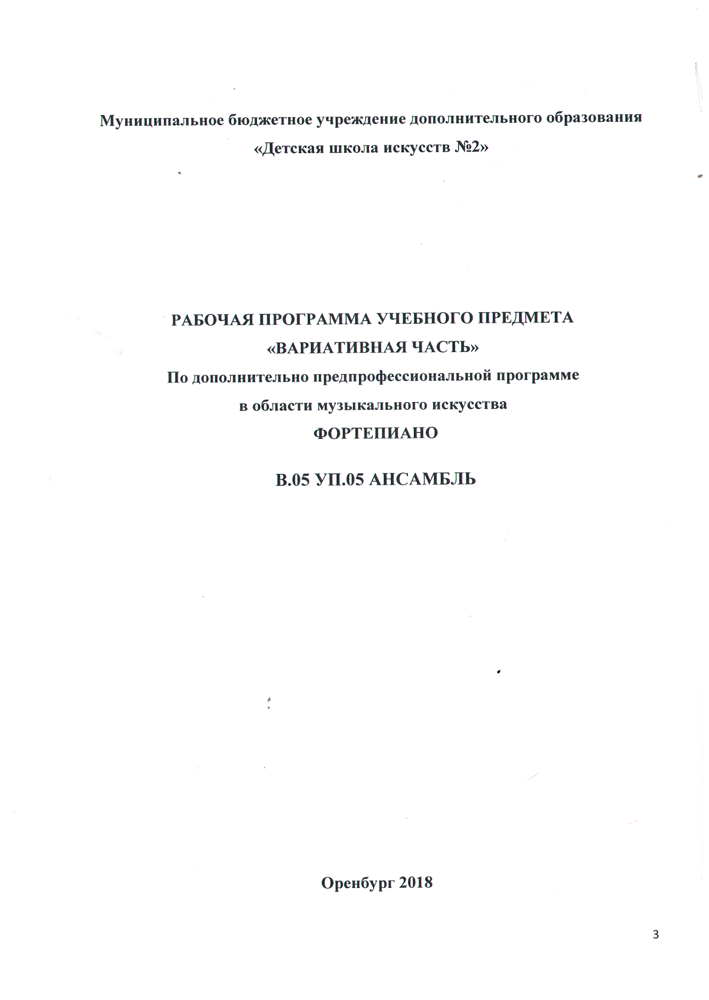 Муниципальное бюджетное учреждение дополнительного образования
«Детская школа искусств №2»
РАБОЧАЯ ПРОГРАММА УЧЕБНОГО ПРЕДМЕТА
«ВАРИАТИВНАЯ ЧАСТЬ»
По дополнительно предпрофессиональной программе
в области музыкального искусства
ФОРТЕПИАНО
В.05 УП.05 АНСАМБЛЬ
Оренбург 2018
3